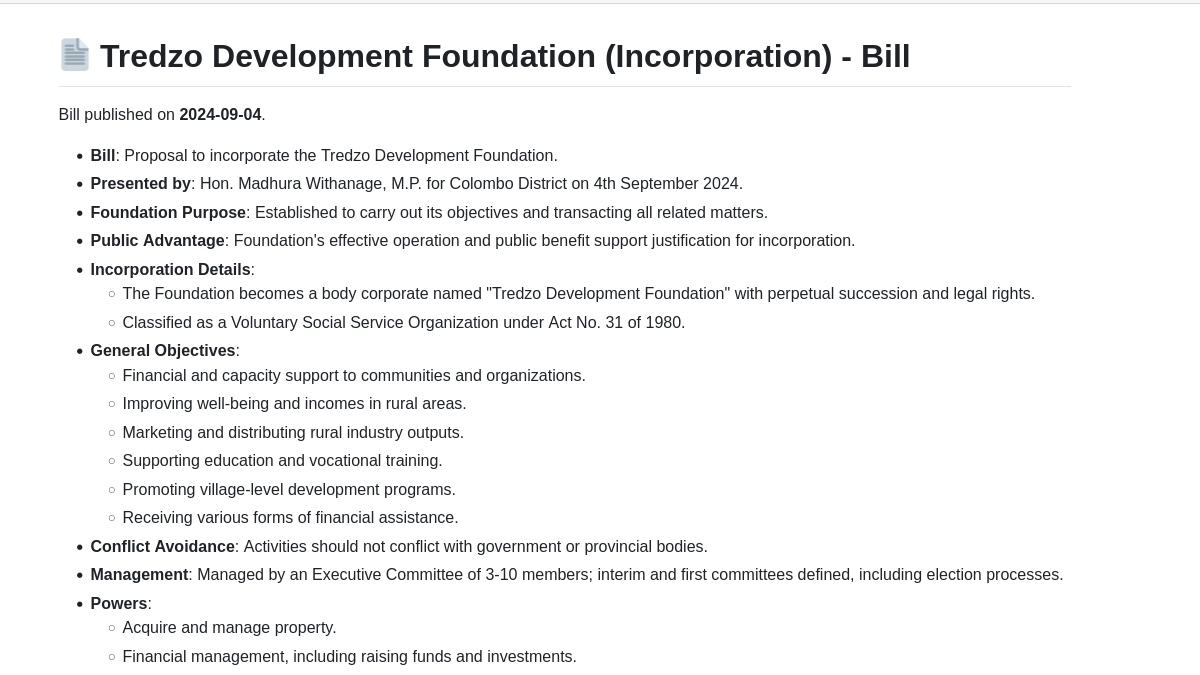 Tredzo Development Foundation (Incorporation) - Bill
Bill published on 2024-09-04.
Bill: Proposal to incorporate the Tredzo Development Foundation.
Presented by: Hon. Madhura Withanage, M.P. for Colombo District on 4th September 2024.
Foundation Purpose: Established to carry out its objectives and transacting all related matters.
Public Advantage: Foundation's effective operation and public benefit support justification for incorporation.
Incorporation Details:
The Foundation becomes a body corporate named "Tredzo Development Foundation" with perpetual succession and legal rights.
Classified as a Voluntary Social Service Organization under Act No. 31 of 1980.
General Objectives:
Financial and capacity support to communities and organizations.
Improving well-being and incomes in rural areas.
Marketing and distributing rural industry outputs.
Supporting education and vocational training.
Promoting village-level development programs.
Receiving various forms of financial assistance.
Conflict Avoidance: Activities should not conflict with government or provincial bodies.
Management: Managed by an Executive Committee of 3-10 members; interim and first committees defined, including election processes.
Powers:
Acquire and manage property.
Financial management, including raising funds and investments.